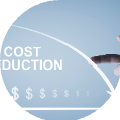 COST
EDUCTION
$ $ $ $ $ $ $